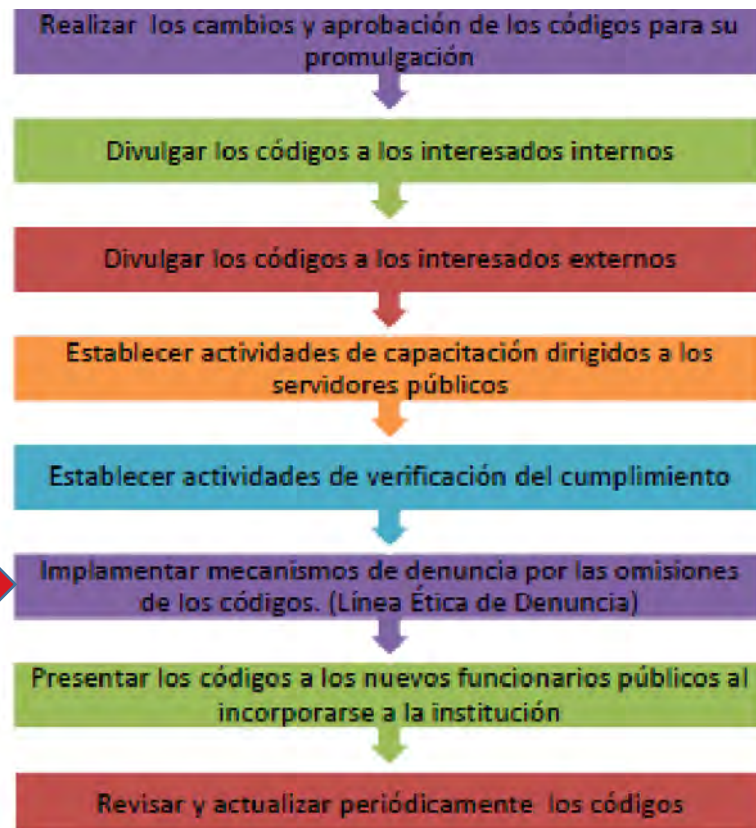 Realizar los cambios y aprobación de los códigos para su
promulgación
Divulgar los códigos a los interesados internos
Divulgar los códigos a los interesados externos
Establecer actividades de capacitación dirigidos a los
servidores públicos
Establecer actividades de verificación del cumplimiento
Implamentar mecanismos de denuncia por las omisiones
de los códigos. (Línea Ética de Denuncia)
Presentar los códigos a los nuevos funcionarios públicos al
incorporarse a la institución
Revisar y actualizar periódicamente los códigos